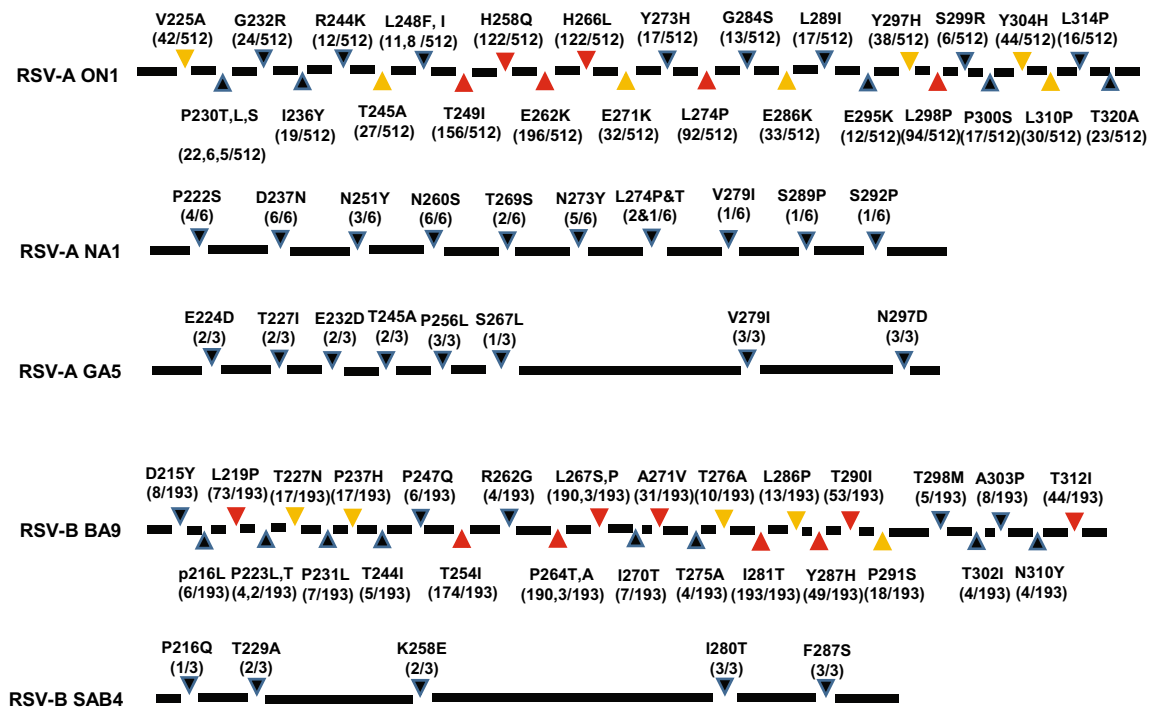 V225A G232R R244K L248F, I H258Q H266L Y273H G284S L289I Y297H S299R Y304H L314P
(42/512) (24/512) (12/512) (11,8 /512) (122/512) (122/512) (17/512) (13/512) (17/512) (38/512) (6/512) (44/512) (16/512)
RSV-A ON1
P230T,L,S I236Y T245A T249I E262K E271K L274P E286K E295K L298P P300S L310P T320A
(19/512) (27/512) (156/512) (196/512) (32/512) (92/512) (33/512) (12/512) (94/512) (17/512) (30/512) (23/512)
(22,6,5/512)
P222S D237N N251Y N260S T269S N273Y L274P&T V279I S289P S292P
(4/6) (6/6) (3/6) (6/6) (2/6) (5/6) (2&1/6) (1/6) (1/6) (1/6)
RSV-A NA1
E224D T227I E232D T245A P256L S267L V279I N297D
(2/3) (2/3) (2/3) (2/3) (3/3) (1/3) (3/3) (3/3)
RSV-A GA5
D215Y L219P T227N P237H P247Q R262G L267S,P A271V T276A L286P T290I T298M A303P T312I
(8/193) (73/193) (17/193) (17/193) (6/193) (4/193) (190,3/193) (31/193) (10/193) (13/193) (53/193) (5/193) (8/193) (44/193)
RSV-B BA9
p216L P223L,T P231L T244I T254I P264T,A I270T T275A I281T Y287H P291S T302I N310Y
(6/193) (4,2/193) (7/193) (5/193) (174/193) (190,3/193) (7/193) (4/193) (193/193) (49/193) (18/193) (4/193) (4/193)
P216Q T229A K258E I280T F287S
(1/3) (2/3) (2/3) (3/3) (3/3)
RSV-B SAB4